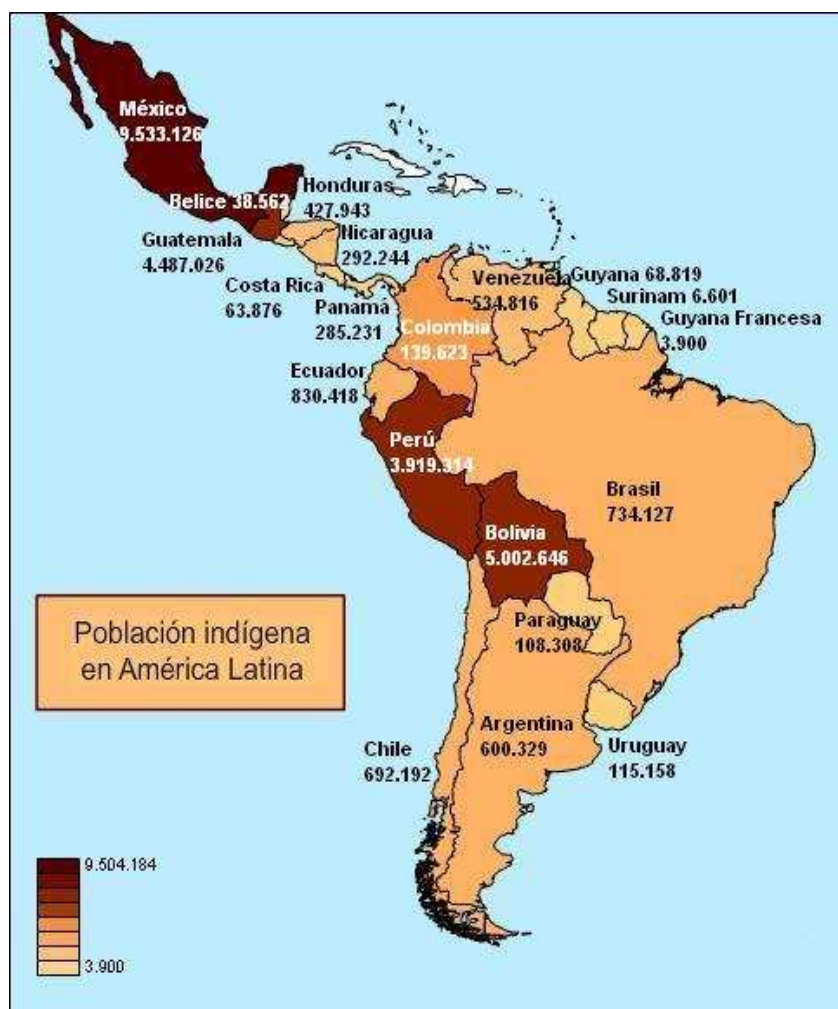 México
9.533.126
Belice 38.562
Honduras
427.943
Guatemala
4.487.026
Nicaragua
292.244
Costa Rica
63.876
Panamá
285.231
Venezuela
534.816
Guyana 68.819
Surinam 6.601
Guyana Francesa
3.900
Colombia
139.623
Ecuador
830.418
Perú
3.919.314
Brasil
734.127
Bolivia
5.002.646
Población indígena
en América Latina
Paraguay
108.308
Argentina
600.329
Chile
692.192
Uruguay
115.158
9.504.184
3.900